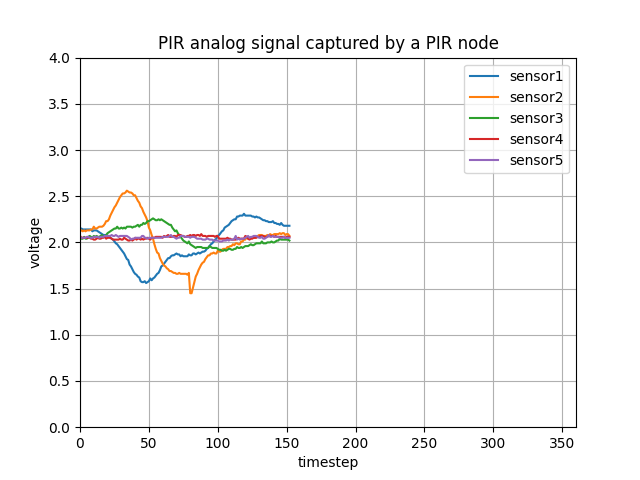 PIR analog signal captured by a PIR node
4.0
3.5
3.0
2.5
2.0
1.5
1.0
0.5
0.0
voltage
sensor1
sensor2
sensor3
sensor4
sensor5
0 50 100 150 200 250 300 350
timestep